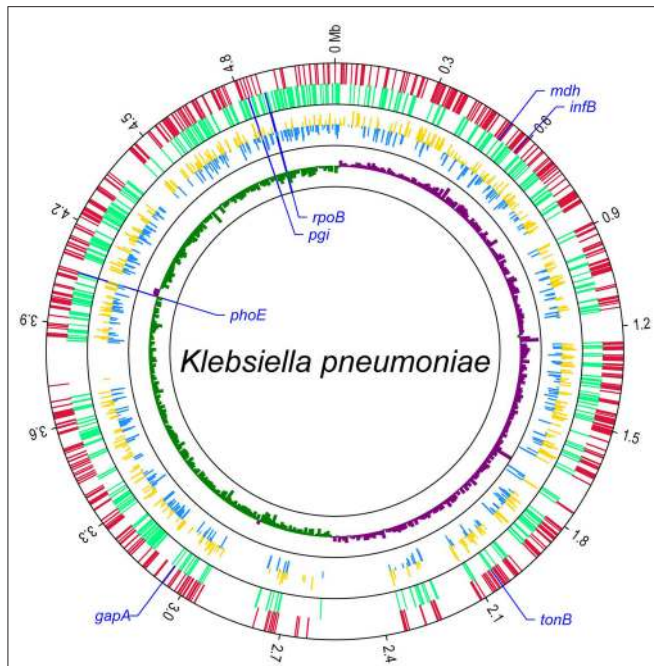 0 Mb
0.3
mdh
0.6
infB
0.9
1.2
1.5
1.8
tonB
2.1
2.4
2.7
3.0
gapA
3.3
3.6
3.9
phoE
4.2
4.5
4.8
rpoB
pgi
Klebsiella pneumoniae